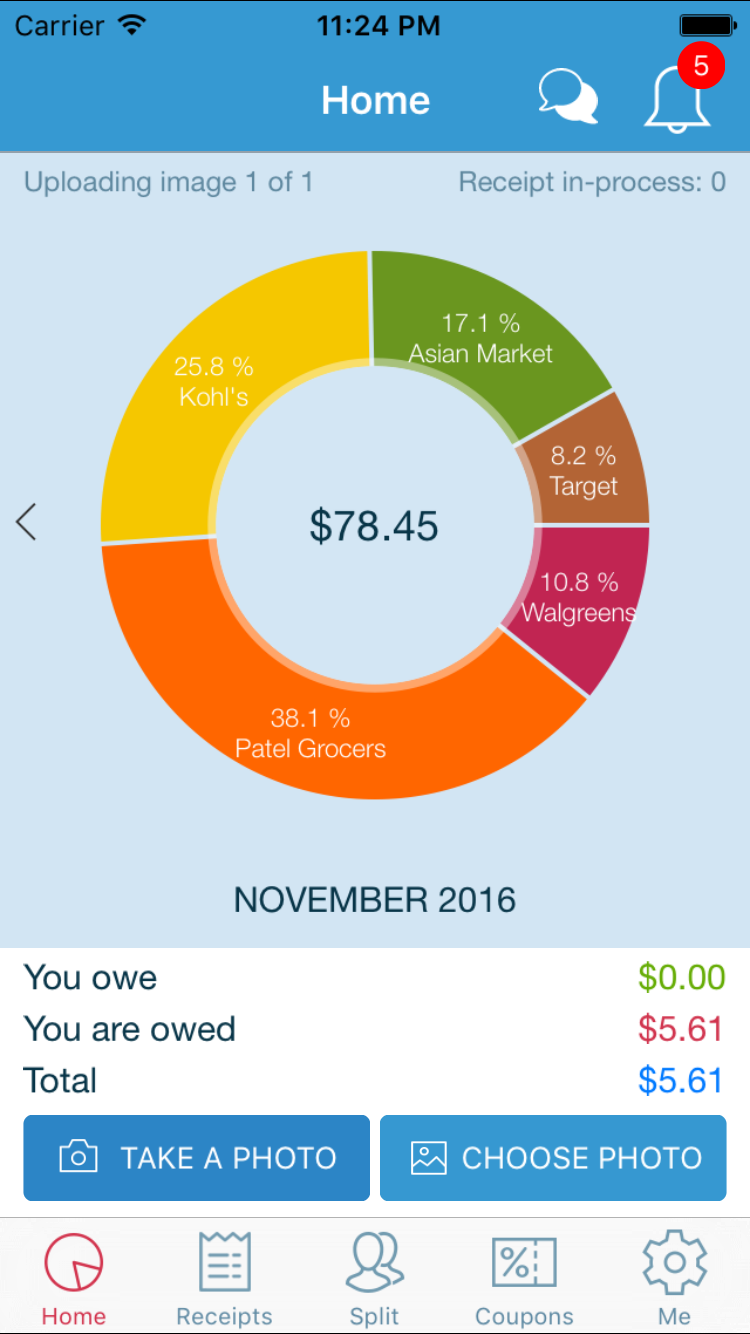 Carrier 11:24 PM
5
Home
Uploading image 1 of 1 Receipt in-process: 0
17.1 %
Asian Market
25.8 %
Kohl's
8.2 %
Target
$78.45
10.8 %
Walgreens
38.1 %
Patel Grocers
NOVEMBER 2016
You owe $0.00
You are owed $5.61
Total $5.61
TAKE A PHOTO CHOOSE PHOTO
%
Home Receipts Split Coupons Me